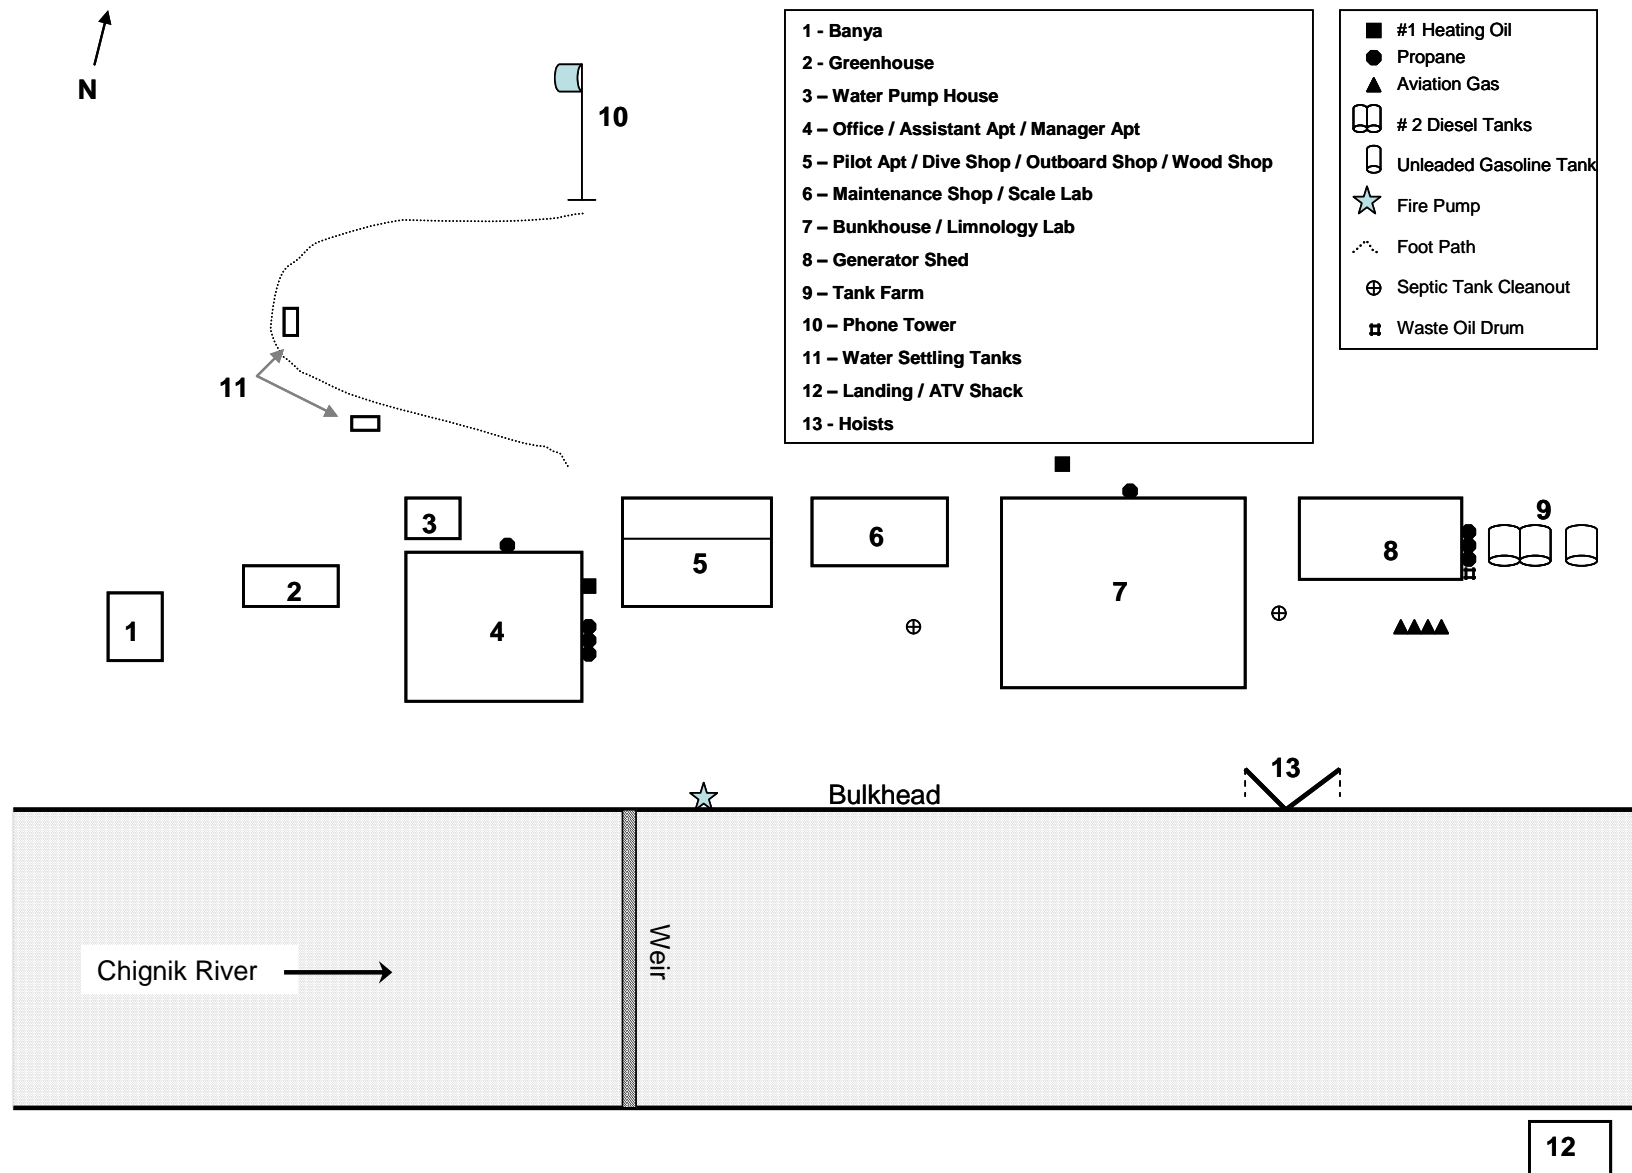 N
10
11
1 - Banya
2 - Greenhouse
3 – Water Pump House
4 – Office / Assistant Apt / Manager Apt
5 – Pilot Apt / Dive Shop / Outboard Shop / Wood Shop
6 – Maintenance Shop / Scale Lab
7 – Bunkhouse / Limnology Lab
8 – Generator Shed
9 – Tank Farm
10 – Phone Tower
11 – Water Settling Tanks
12 – Landing / ATV Shack
13 - Hoists
#1 Heating Oil
Propane
Aviation Gas
# 2 Diesel Tanks
Unleaded Gasoline Tank
Fire Pump
Foot Path
Septic Tank Cleanout
Waste Oil Drum
1
2
3
4
5
6
7
8
9
13
Bulkhead
Weir
Chignik River
12